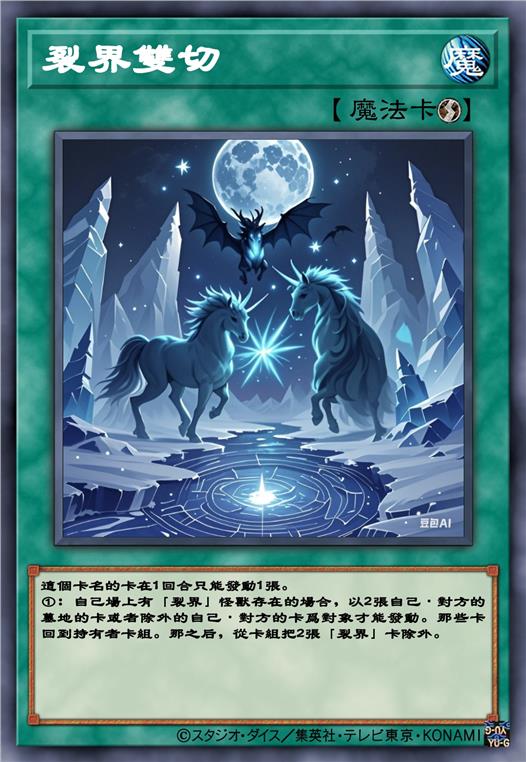 裂界雙切
魔
【魔法卡】
豆包AI
這個卡名的卡在1回合只能發動1張。
①：自己場上有「裂界」怪獸存在的場合，以2張自己·對方的
墓地的卡或者除外的自己·對方的卡爲對象才能發動。那些卡
回到持有者卡組。那之后，從卡組把2張「裂界」卡除外。
©スタジオ・ダイス／集英社・テレビ東京・KONAMI